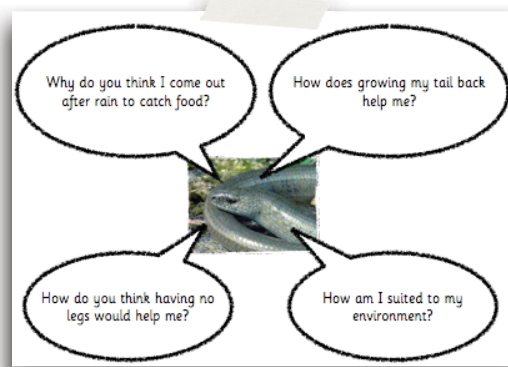 Why do you think I come out
after rain to catch food?
How does growing my tail back
help me?
How do you think having no
legs would help me?
How am I suited to my
environment?